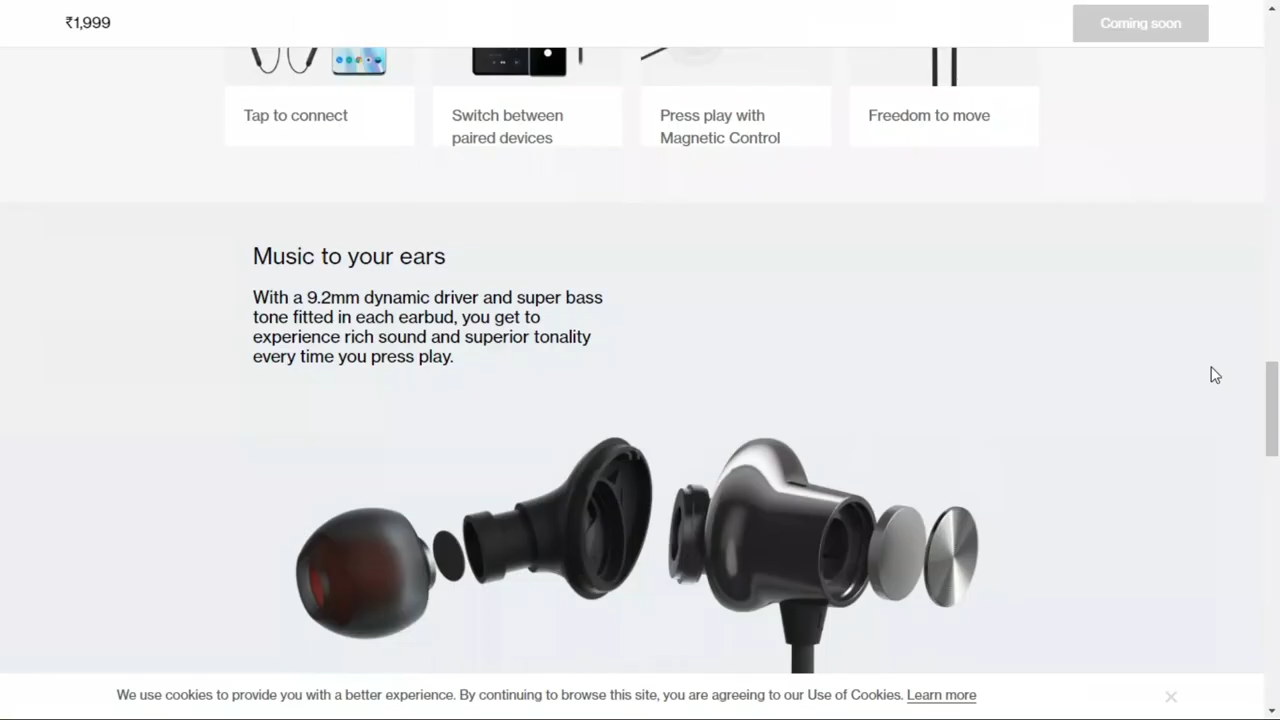 ₹1,999
Coming soon
Tap to connect
Switch between
paired devices
Press play with
Magnetic Control
Freedom to move
Music to your ears
With a 9.2mm dynamic driver and super bass
tone fitted in each earbud, you get to
experience rich sound and superior tonality
every time you press play.
We use cookies to provide you with a better experience. By continuing to browse this site, you are agreeing to our Use of Cookies. Learn more